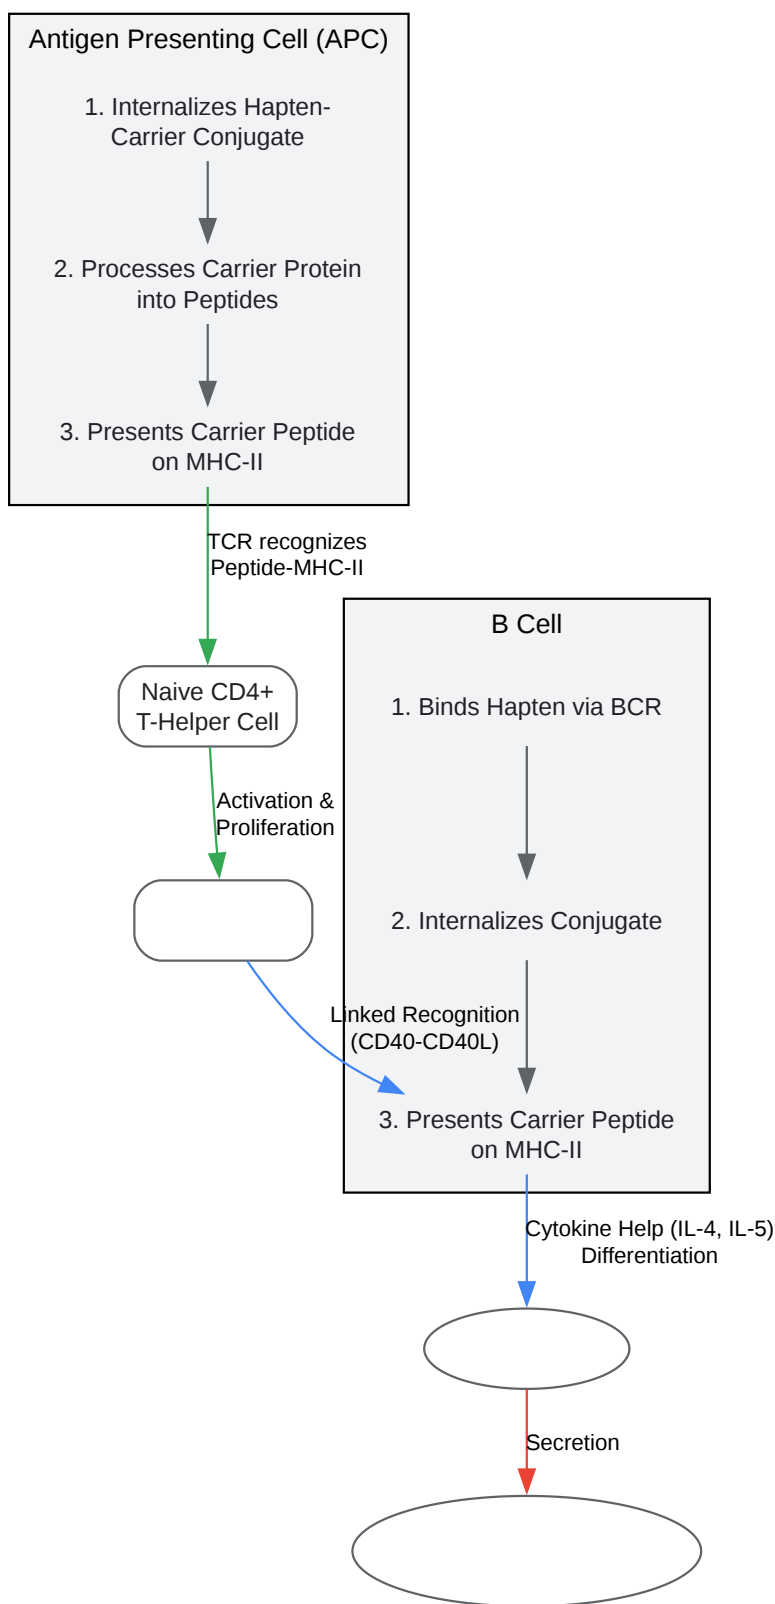 Antigen Presenting Cell (APC)
1. Internalizes Hapten-
Carrier Conjugate
2. Processes Carrier Protein
into Peptides
3. Presents Carrier Peptide
on MHC-II
TCR recognizes
Peptide-MHC-II
Naive CD4+
T-Helper Cell
Activation &
Proliferation
B Cell
1. Binds Hapten via BCR
2. Internalizes Conjugate
Linked Recognition
(CD40-CD40L)
3. Presents Carrier Peptide
on MHC-II
Cytokine Help (IL-4, IL-5)
Differentiation
Secretion